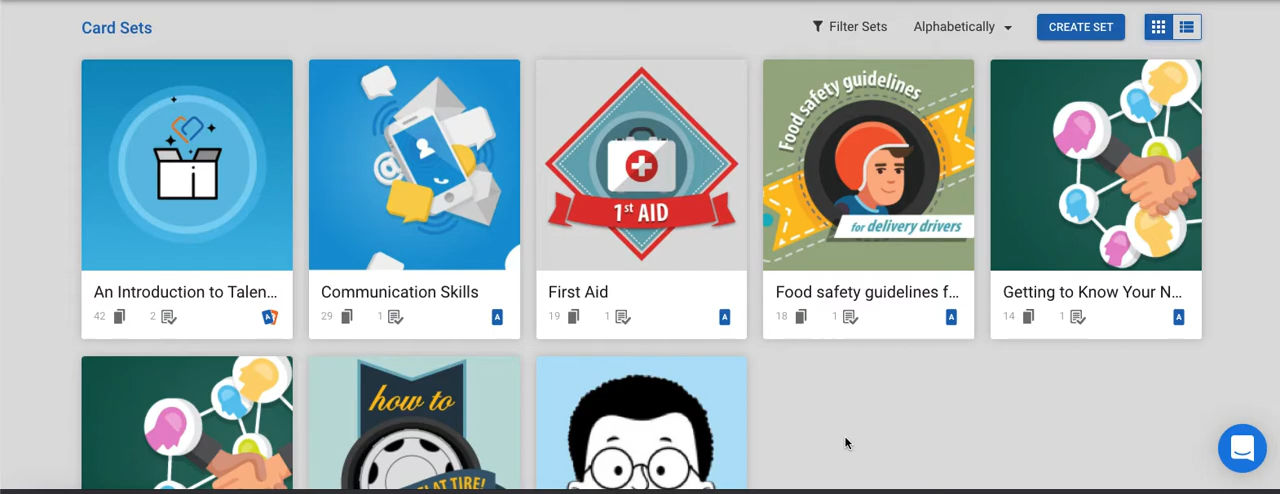 Card Sets
Filter Sets
Alphabetically
CREATE SET
@
1st AID
Food safety guidelines
for delivery drivers
An Introduction to Talen...
Communication Skills
First Aid
Food safety guidelines f...
Getting to Know Your N...
42 2
A
29 1
A
19 1
A
18 1
A
14 1
A
how to
FLAT TIRE!